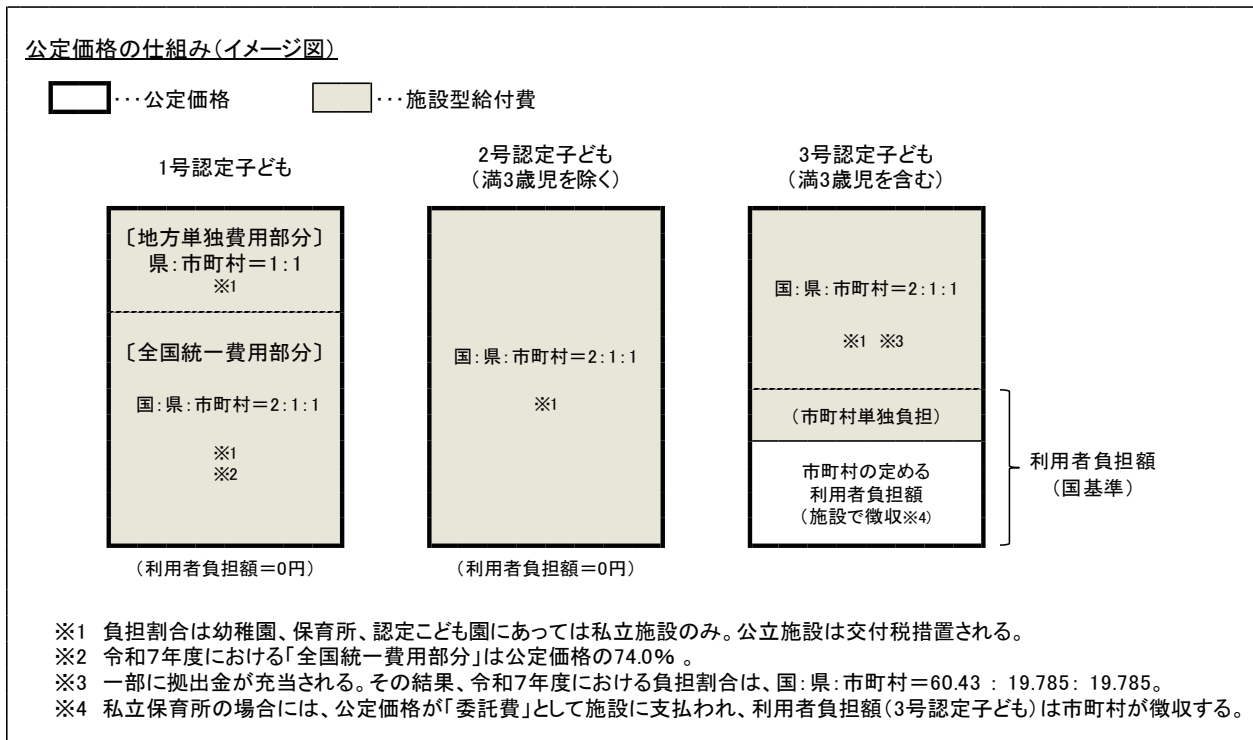 公定価格の仕組み(イメージ図)
･･･公定価格
･･･施設型給付費
1号認定子ども
〔地方単独費用部分〕
県:市町村=1:1
※1
〔全国統一費用部分〕
国:県:市町村=2:1:1
※1
※2
(利用者負担額=0円)
2号認定子ども
(満3歳児を除く)
国:県:市町村=2:1:1
※1
(利用者負担額=0円)
3号認定子ども
(満3歳児を含む)
国:県:市町村=2:1:1
※1 ※3
(市町村単独負担)
市町村の定める
利用者負担額
(施設で徴収※4)
利用者負担額
(国基準)
※1 負担割合は幼稚園、保育所、認定こども園にあっては私立施設のみ。公立施設は交付税措置される。
※2 令和7年度における「全国統一費用部分」は公定価格の74.0% 。
※3 一部に拠出金が充当される。その結果、令和7年度における負担割合は、国:県:市町村=60.43 : 19.785: 19.785。
※4 私立保育所の場合には、公定価格が「委託費」として施設に支払われ、利用者負担額(3号認定子ども)は市町村が徴収する。